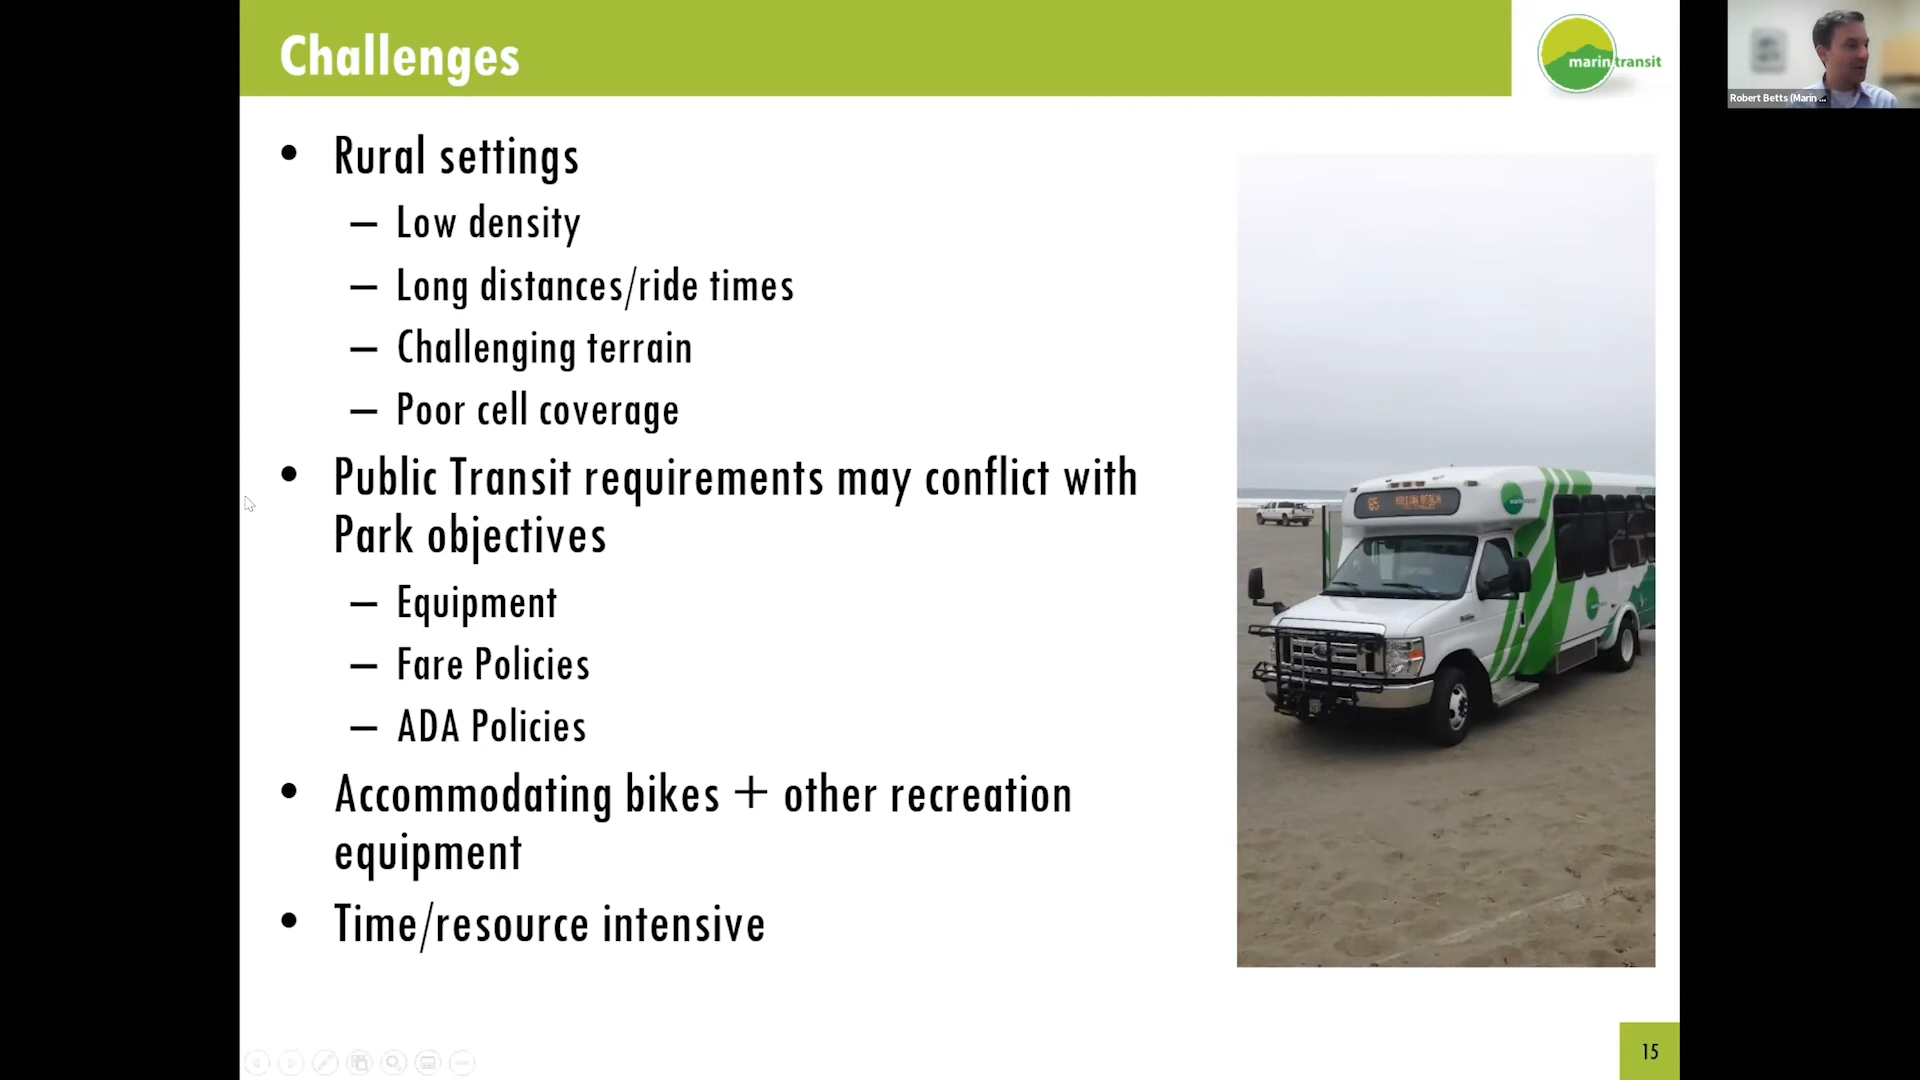 Challenges
marin transit
Robert Betts (Marin ...
• Rural settings
– Low density
– Long distances/ride times
– Challenging terrain
– Poor cell coverage
• Public Transit requirements may conflict with
Park objectives
– Equipment
– Fare Policies
– ADA Policies
• Accommodating bikes + other recreation
equipment
• Time/resource intensive
15